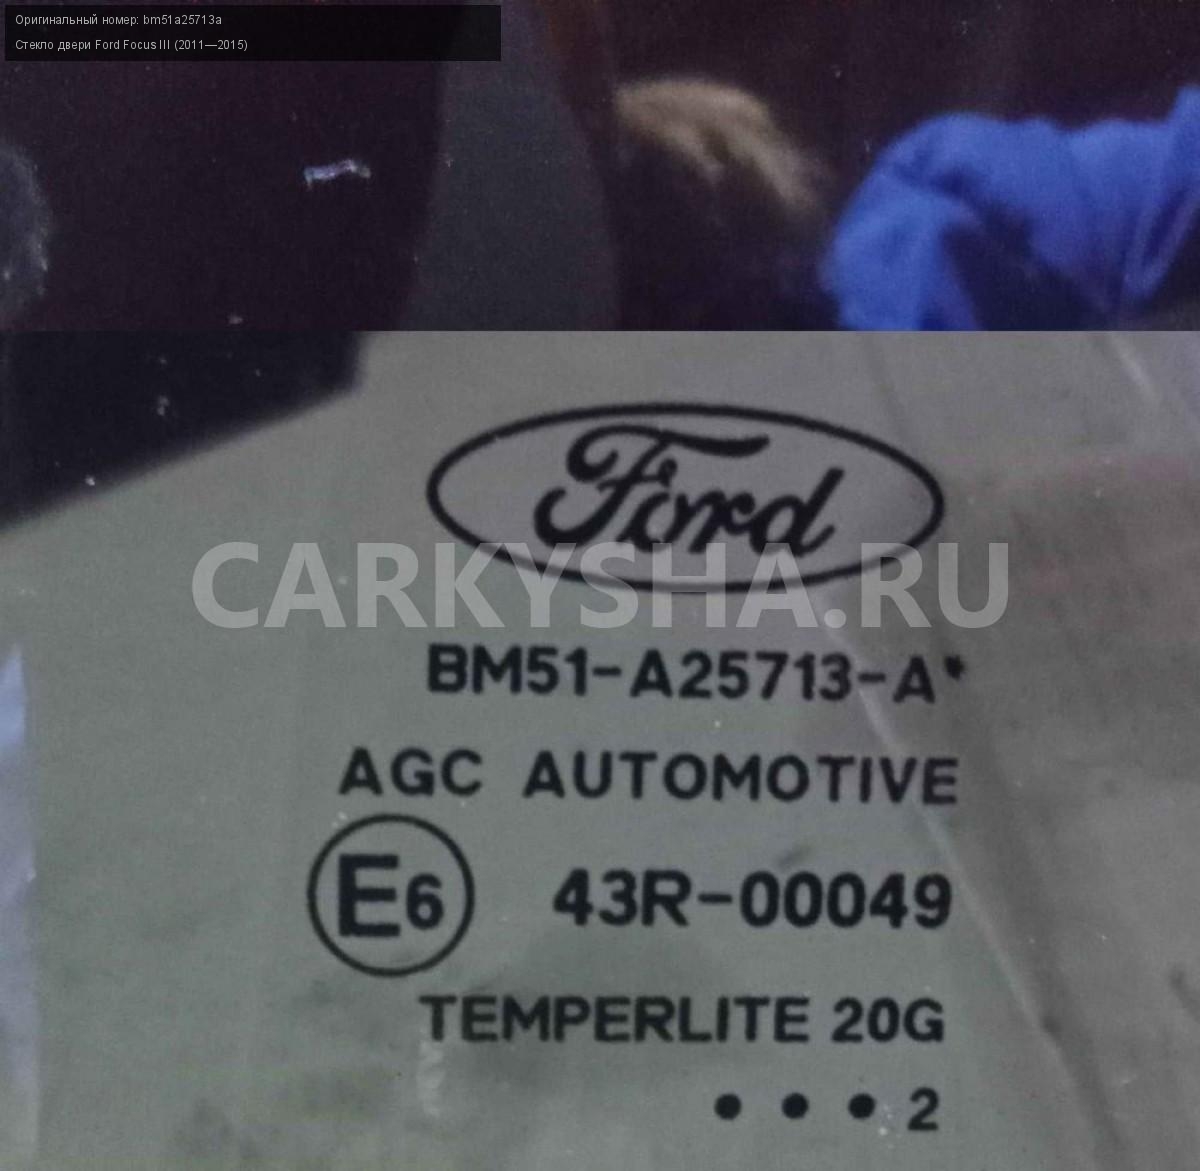 Оригинальный номер: bm51a25713a
Стекло двери Ford Focus III (2011—2015)
Ford
CARKYSHA.RU
BM51-A25713-A*
AGC AUTOMOTIVE
E6 43R-00049
TEMPERLITE 20G
• • • 2